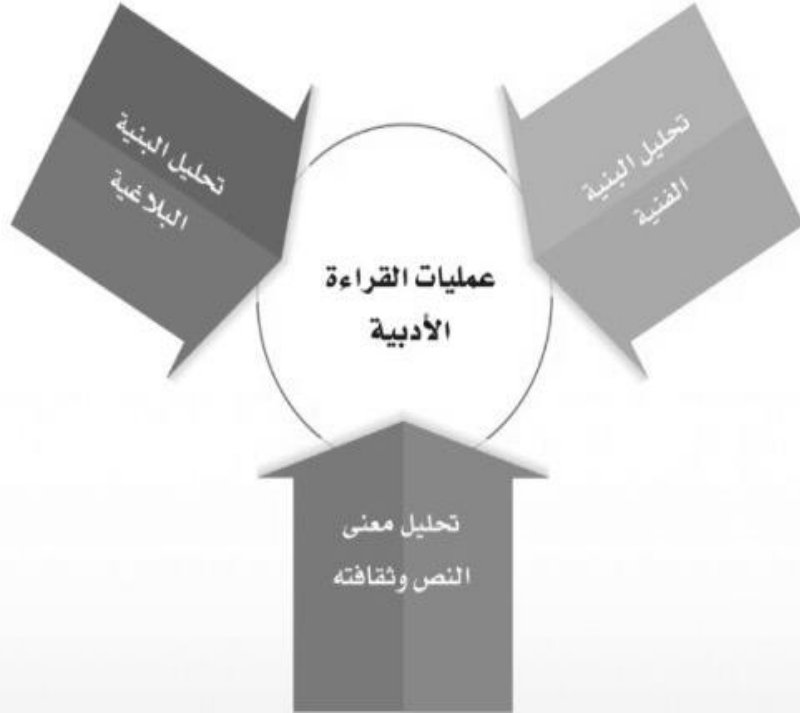 تحليل البنية
الفنية
تحليل البنية
البلاغية
عمليات القراءة
الأدبية
تحليل معنى
النص وثقافته